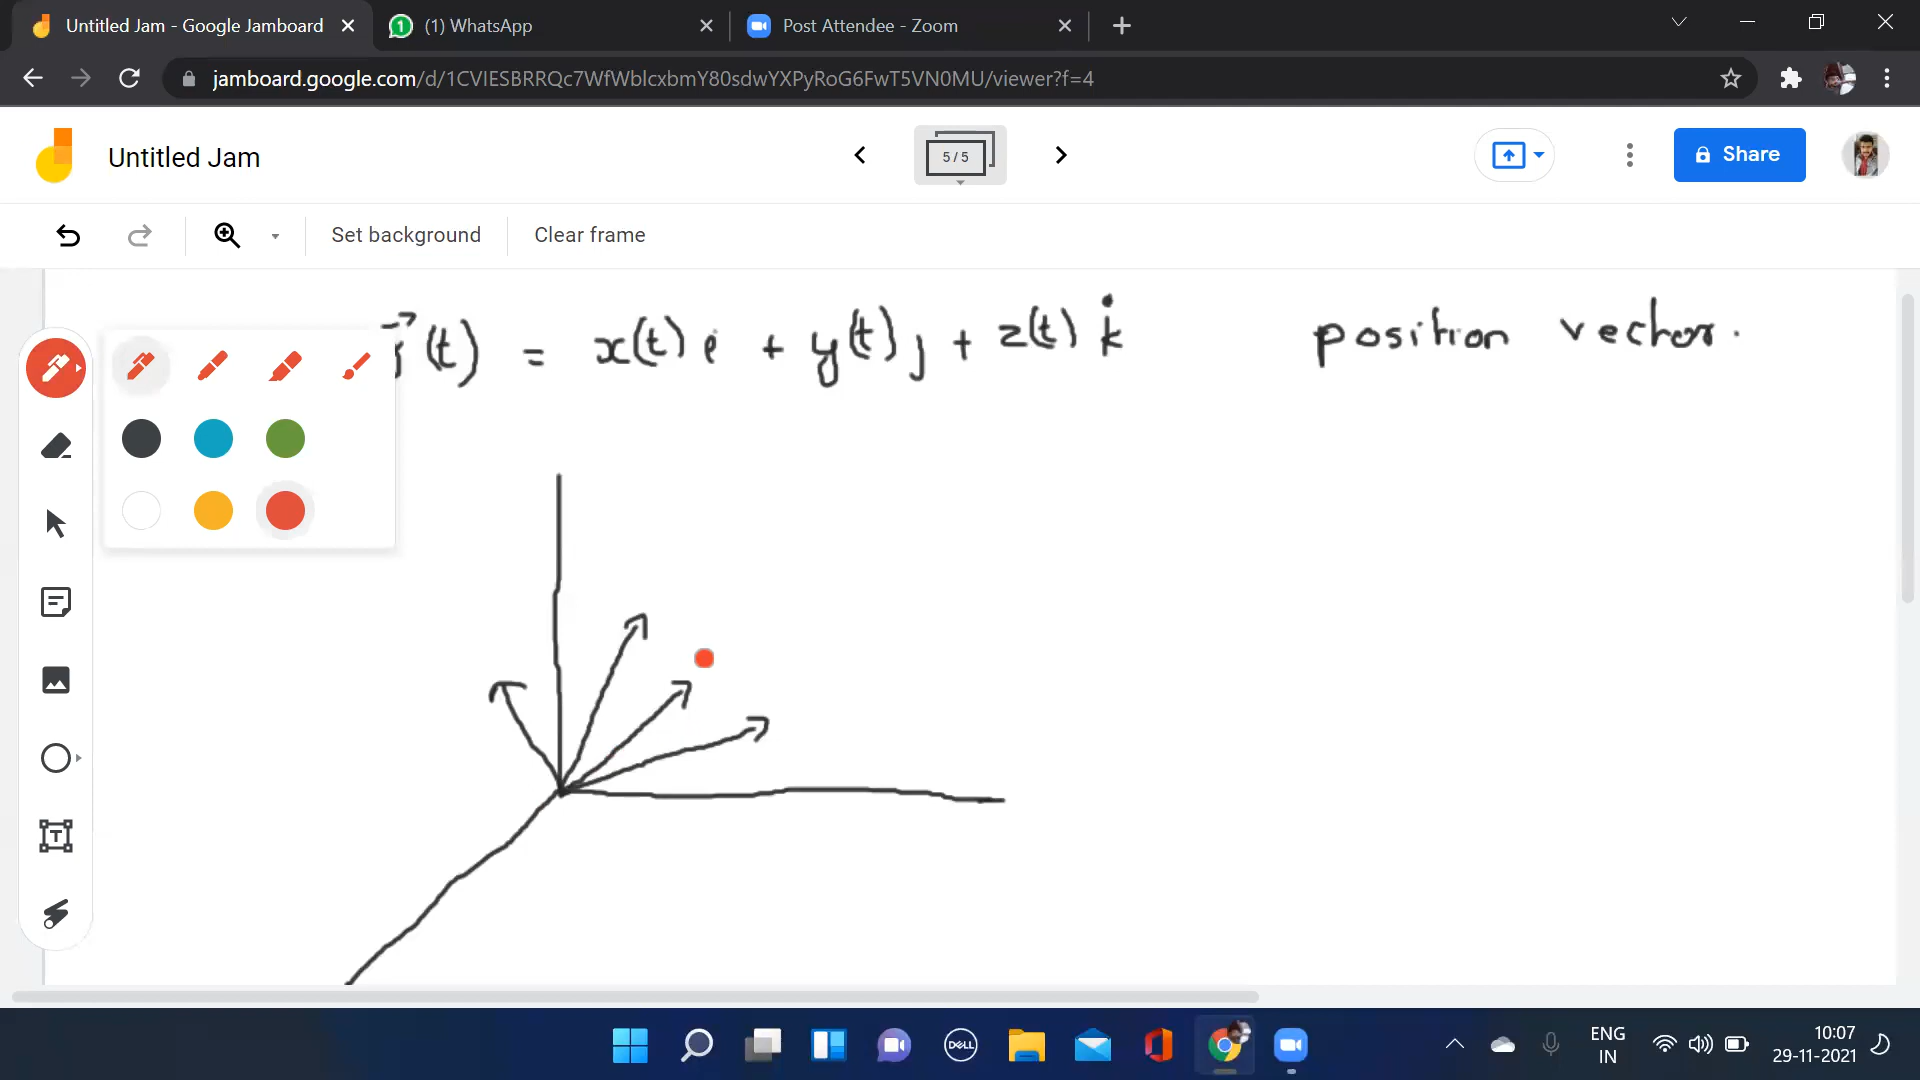 Untitled Jam - Google Jamboard
(1) WhatsApp
Post Attendee - Zoom
jamboard.google.com/d/1CVIESBRRQc7WfWblcxbmY80sdwYXPyRoG6FwT5VN0MU/viewer?f=4
Untitled Jam
5 / 5
Share
Set background
Clear frame
r⃗(t) = x(t) i + y(t) j + z(t) k
position vector.
DELL
ENG
IN
10:07
29-11-2021